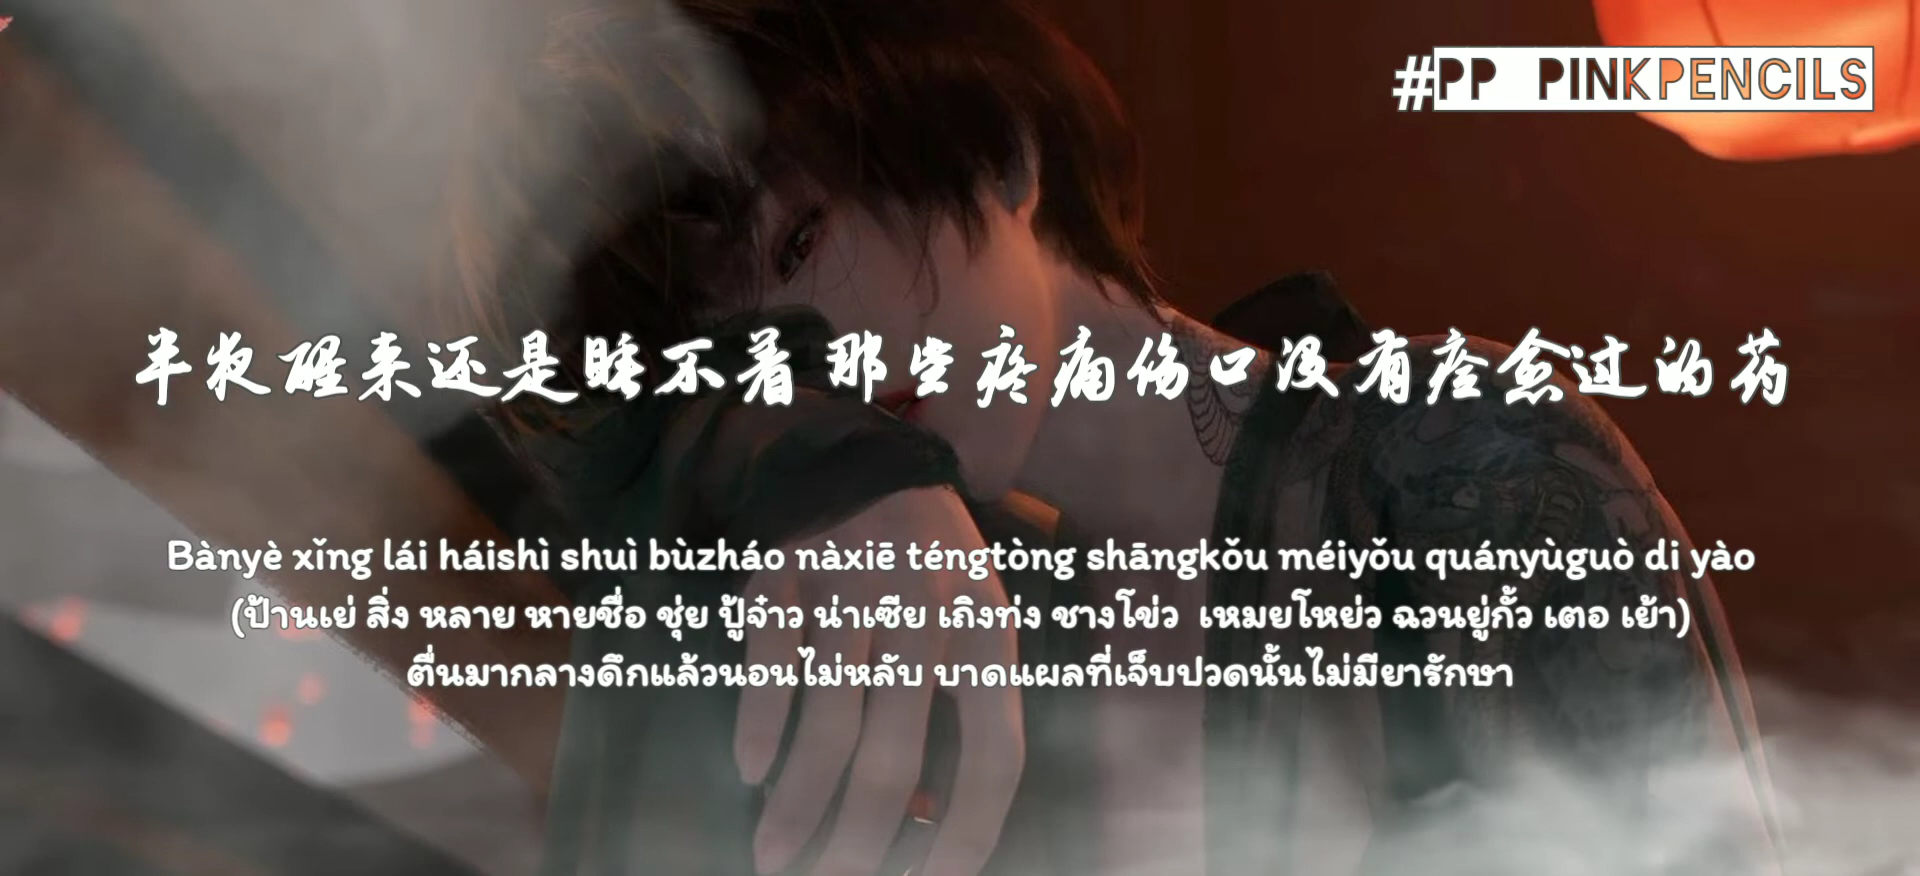 #PP PINKPENCILS
半夜醒来还是睡不着 那些疼痛伤口没有痊愈过的药
Bànyè xǐng lái háishì shuì bùzháo nàxiē téngtòng shāngkǒu méiyǒu quányùguò di yào
(ป้านเย่ สิ่ง หลาย หายซื่อ ชุ่ย ปู้จ๋าว น่าเซีย เถิงท่ง ชางโข่ว เหมยโหย่ว ฉวนยู่กั้ว เตอ เย้า)
ตื่นมากลางดึกแล้วนอนไม่หลับ บาดแผลที่เจ็บปวดนั้นไม่มียารักษา